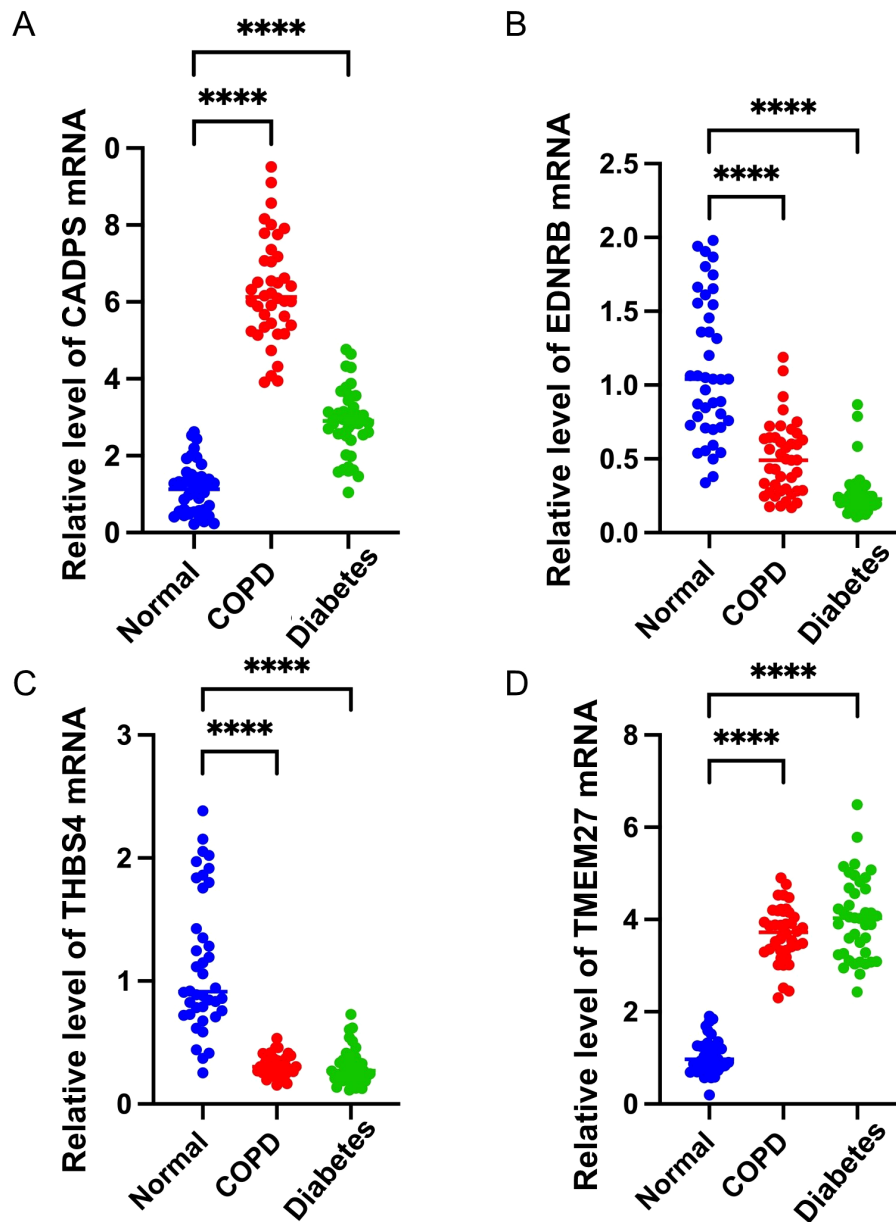 A
****
****
Relative level of CADPS mRNA
0
8
6
4
2
0
Normal
COPD
Diabetes
B
****
****
Relative level of EDNRB mRNA
2.5
2.0
1.5
1.0
0.5
0.0
Normal
COPD
Diabetes
C
****
****
Relative level of THBS4 mRNA
3
2
1
0
Normal
COPD
Diabetes
D
****
****
Relative level of TMEM27 mRNA
8
6
4
2
0
Normal
COPD
Diabetes